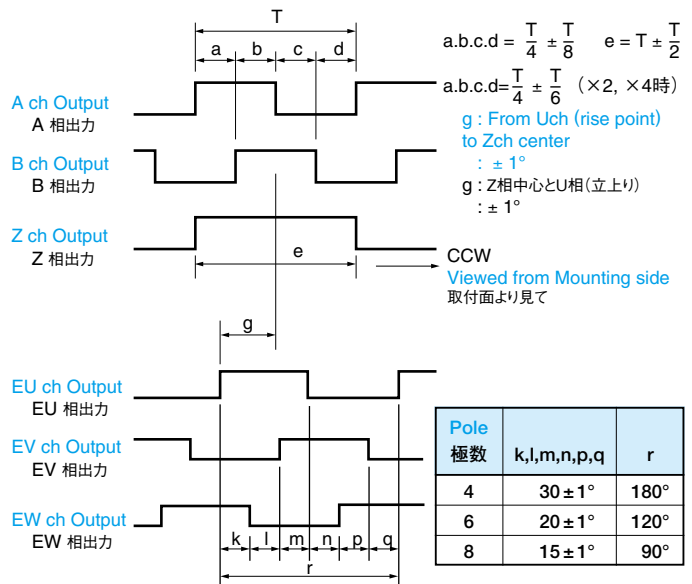 T
a b c d
a.b.c.d = T/4 ± T/8 e = T ± T/2
a.b.c.d=T/4 ± T/6 (×2, ×4時)
A ch Output
A 相出力
g : From Uch (rise point)
to Zch center
: ± 1°
g : Z相中心とU相(立上り)
: ± 1°
B ch Output
B 相出力
Z ch Output
Z 相出力
e
CCW
Viewed from Mounting side
取付面より見て
g
EU ch Output
EU 相出力
EV ch Output
EV 相出力
EW ch Output
EW 相出力
k l m n p q
r
Pole
極数 k,l,m,n,p,q r
4 30±1° 180°
6 20±1° 120°
8 15±1° 90°